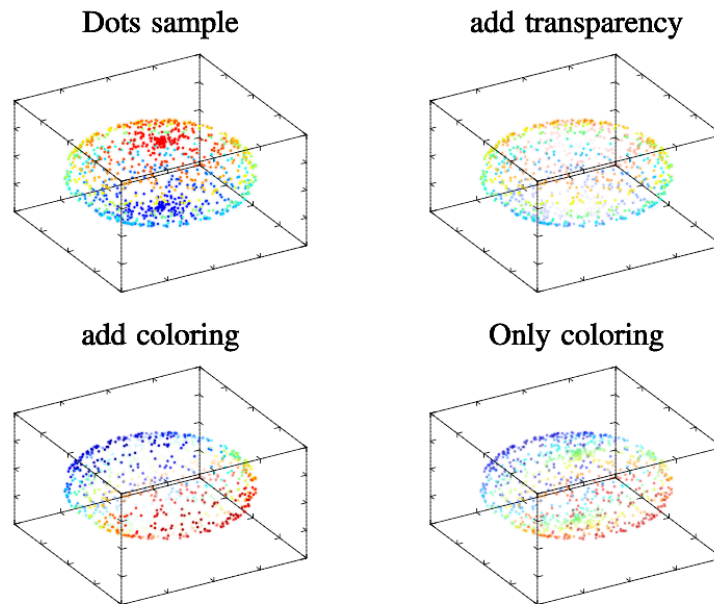 Dots sample
add transparency
add coloring
Only coloring